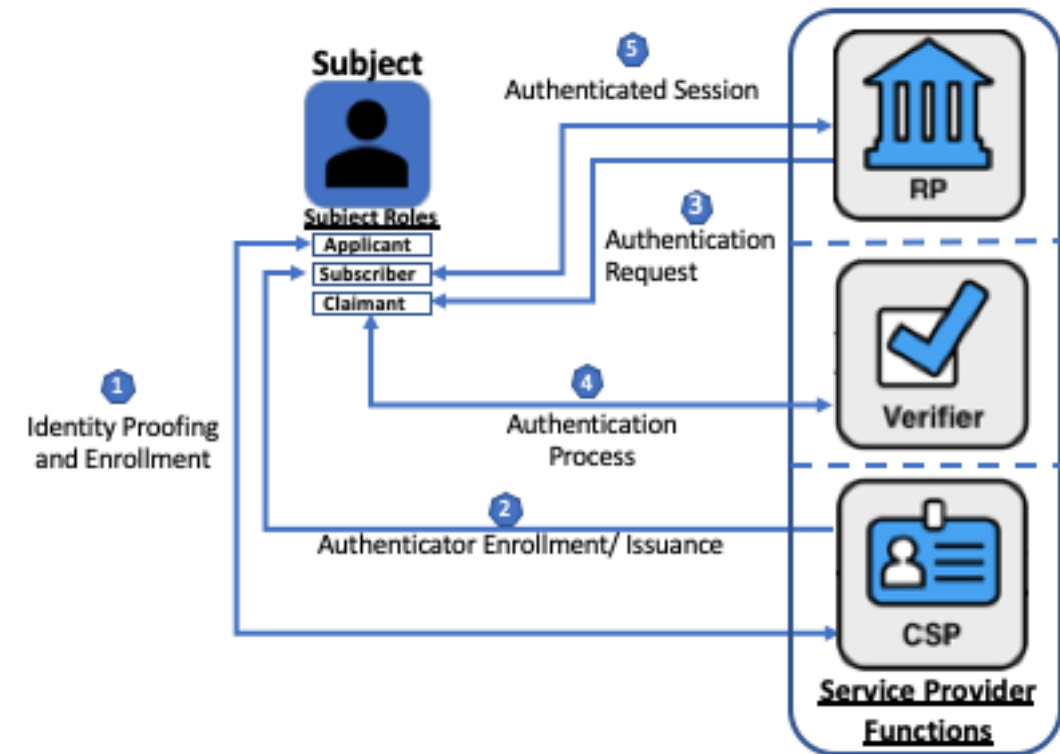 Subject
Subject Roles
Applicant
Subscriber
Claimant
5
Authenticated Session
3
Authentication
Request
4
Authentication
Process
1
Identity Proofing
and Enrollment
2
Authenticator Enrollment/ Issuance
RP
Verifier
CSP
Service Provider
Functions